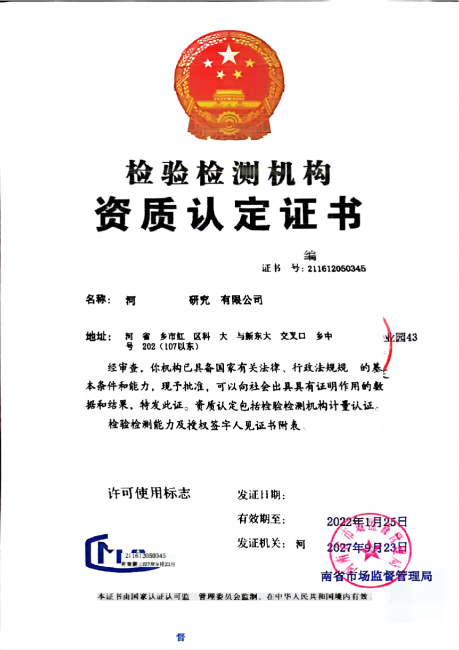 检验检测机构
资质认定证书
编
证书 号:211612050345
名称: 河 研究 有限公司
地址: 河 省 乡市虹 区科 大 与新东大 交叉口 乡中 业园43
号 202 (107以东)
经审查，你机构已具备国家有关法律、行政法规规 的基
本条件和能力，现予批准，可以向社会出具具有证明作用的数
据和结果，特发此证。资质认定包括检验检测机构计量认证。
检验检测能力及授权签字人见证书附表。
许可使用标志
发证日期:
有效期至: 2022年1月25日
发证机关: 河 2027年9月23日
211612050345
有效期2027年9月23日
南省市场监督管理局
本证书由国家认证认可监 管理委员会监制，在中华人民共和国境内有效
督